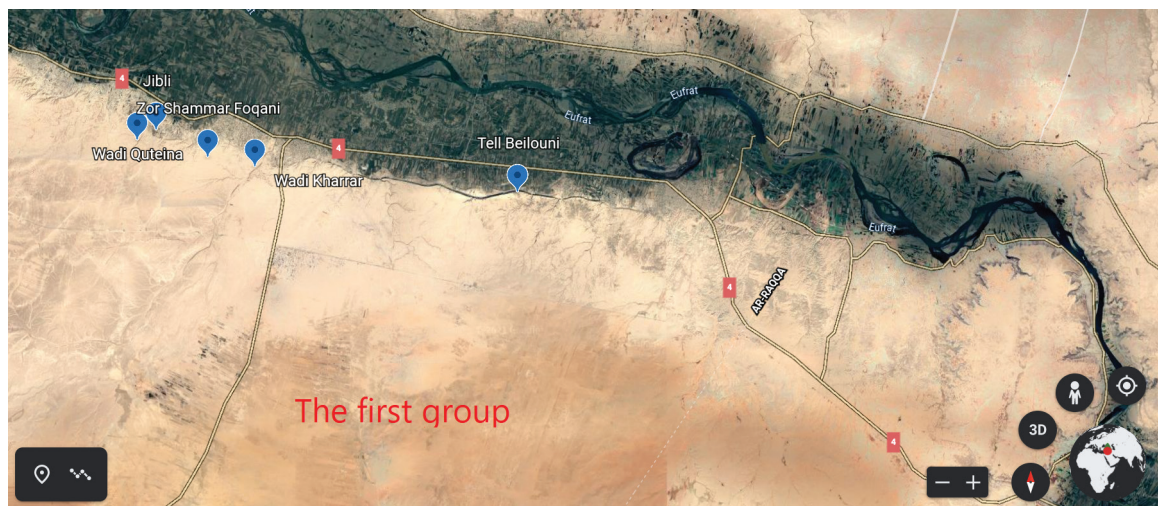 4
Jibli
Zor Shammar Foqani
Wadi Quteina
4
Wadi Kharrar
Tell Beilouni
Eufrat
Eufrat
Eufrat
4
AR-RAQQA
The first group
4
3D